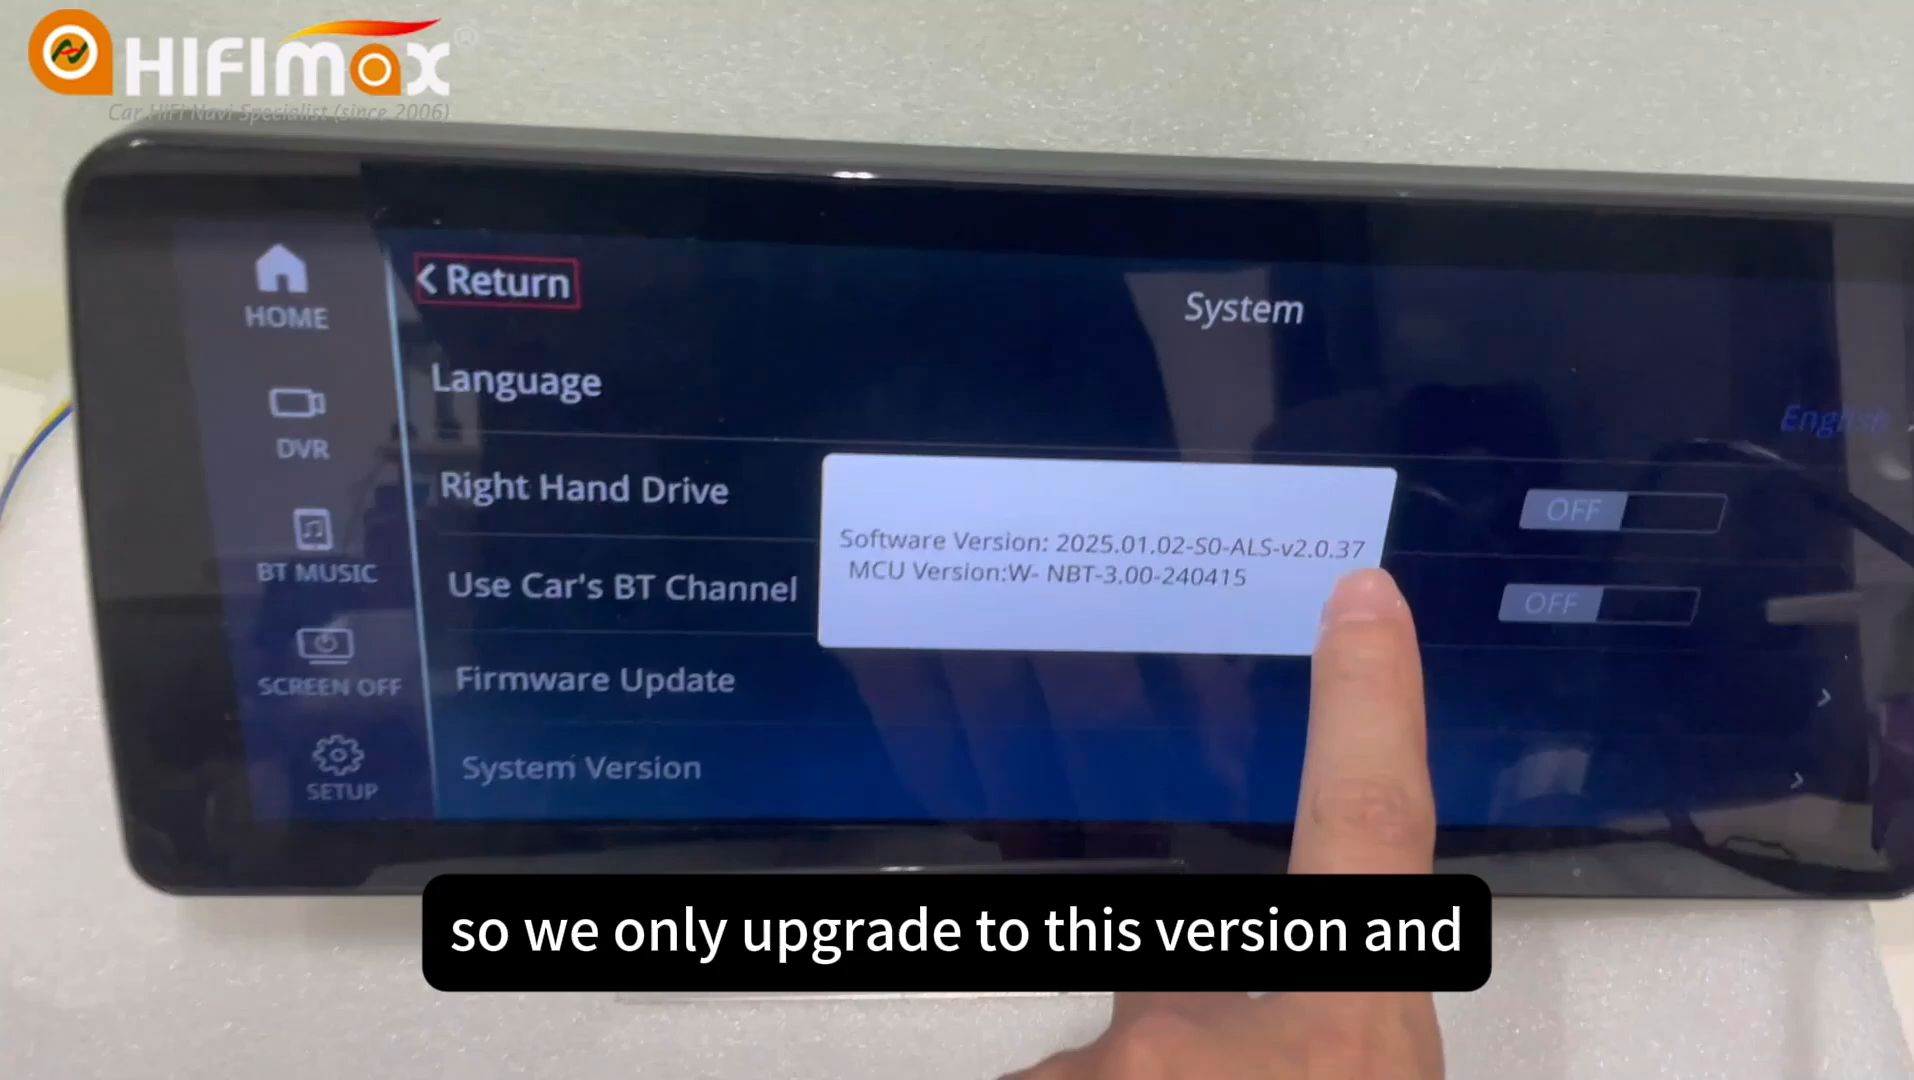 HIFIMAX®
Car HiFi Navi Specialist (since 2006)
HOME
DVR
BT MUSIC
SCREEN OFF
SETUP
< Return
System
Language
English
Right Hand Drive
OFF
Use Car's BT Channel
OFF
Firmware Update
System Version
Software Version: 2025.01.02-S0-ALS-v2.0.37
MCU Version:W- NBT-3.00-240415
so we only upgrade to this version and